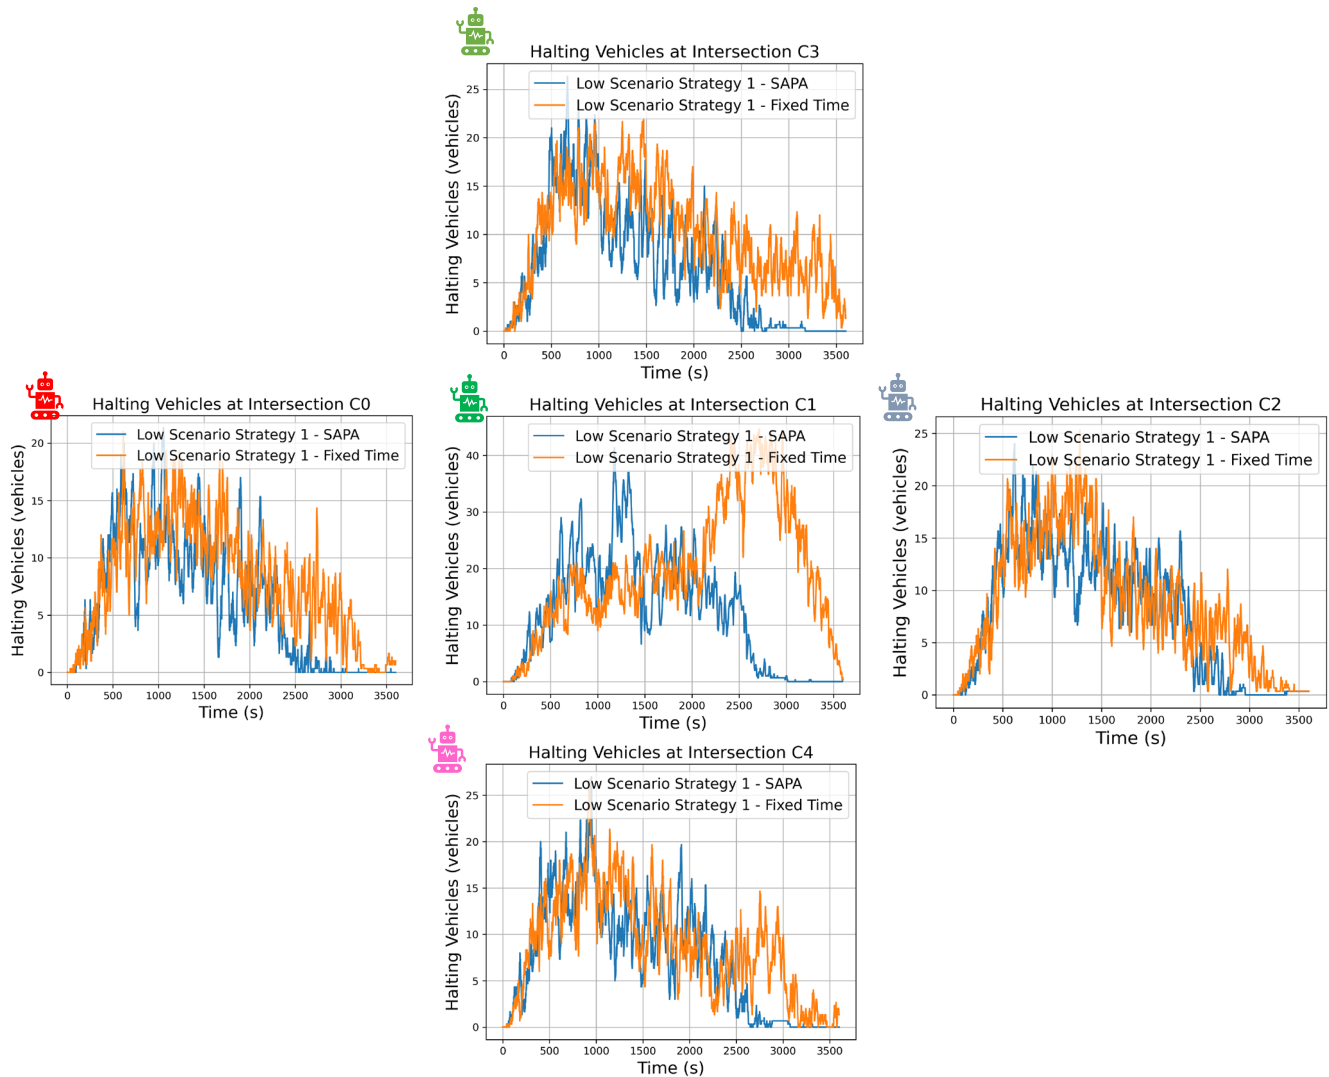 Halting Vehicles at Intersection C3
Low Scenario Strategy 1 - SAPA
Low Scenario Strategy 1 - Fixed Time
Halting Vehicles (vehicles)
25
20
15
10
5
0
0 500 1000 1500 2000 2500 3000 3500
Time (s)
Halting Vehicles at Intersection C0
Low Scenario Strategy 1 - SAPA
Low Scenario Strategy 1 - Fixed Time
Halting Vehicles (vehicles)
20
15
10
5
0
0 500 1000 1500 2000 2500 3000 3500
Time (s)
Halting Vehicles at Intersection C1
Low Scenario Strategy 1 - SAPA
Low Scenario Strategy 1 - Fixed Time
Halting Vehicles (vehicles)
40
30
20
10
0
0 500 1000 1500 2000 2500 3000 3500
Time (s)
Halting Vehicles at Intersection C2
Low Scenario Strategy 1 - SAPA
Low Scenario Strategy 1 - Fixed Time
Halting Vehicles (vehicles)
25
20
15
10
5
0
0 500 1000 1500 2000 2500 3000 3500
Time (s)
Halting Vehicles at Intersection C4
Low Scenario Strategy 1 - SAPA
Low Scenario Strategy 1 - Fixed Time
Halting Vehicles (vehicles)
25
20
15
10
5
0
0 500 1000 1500 2000 2500 3000 3500
Time (s)